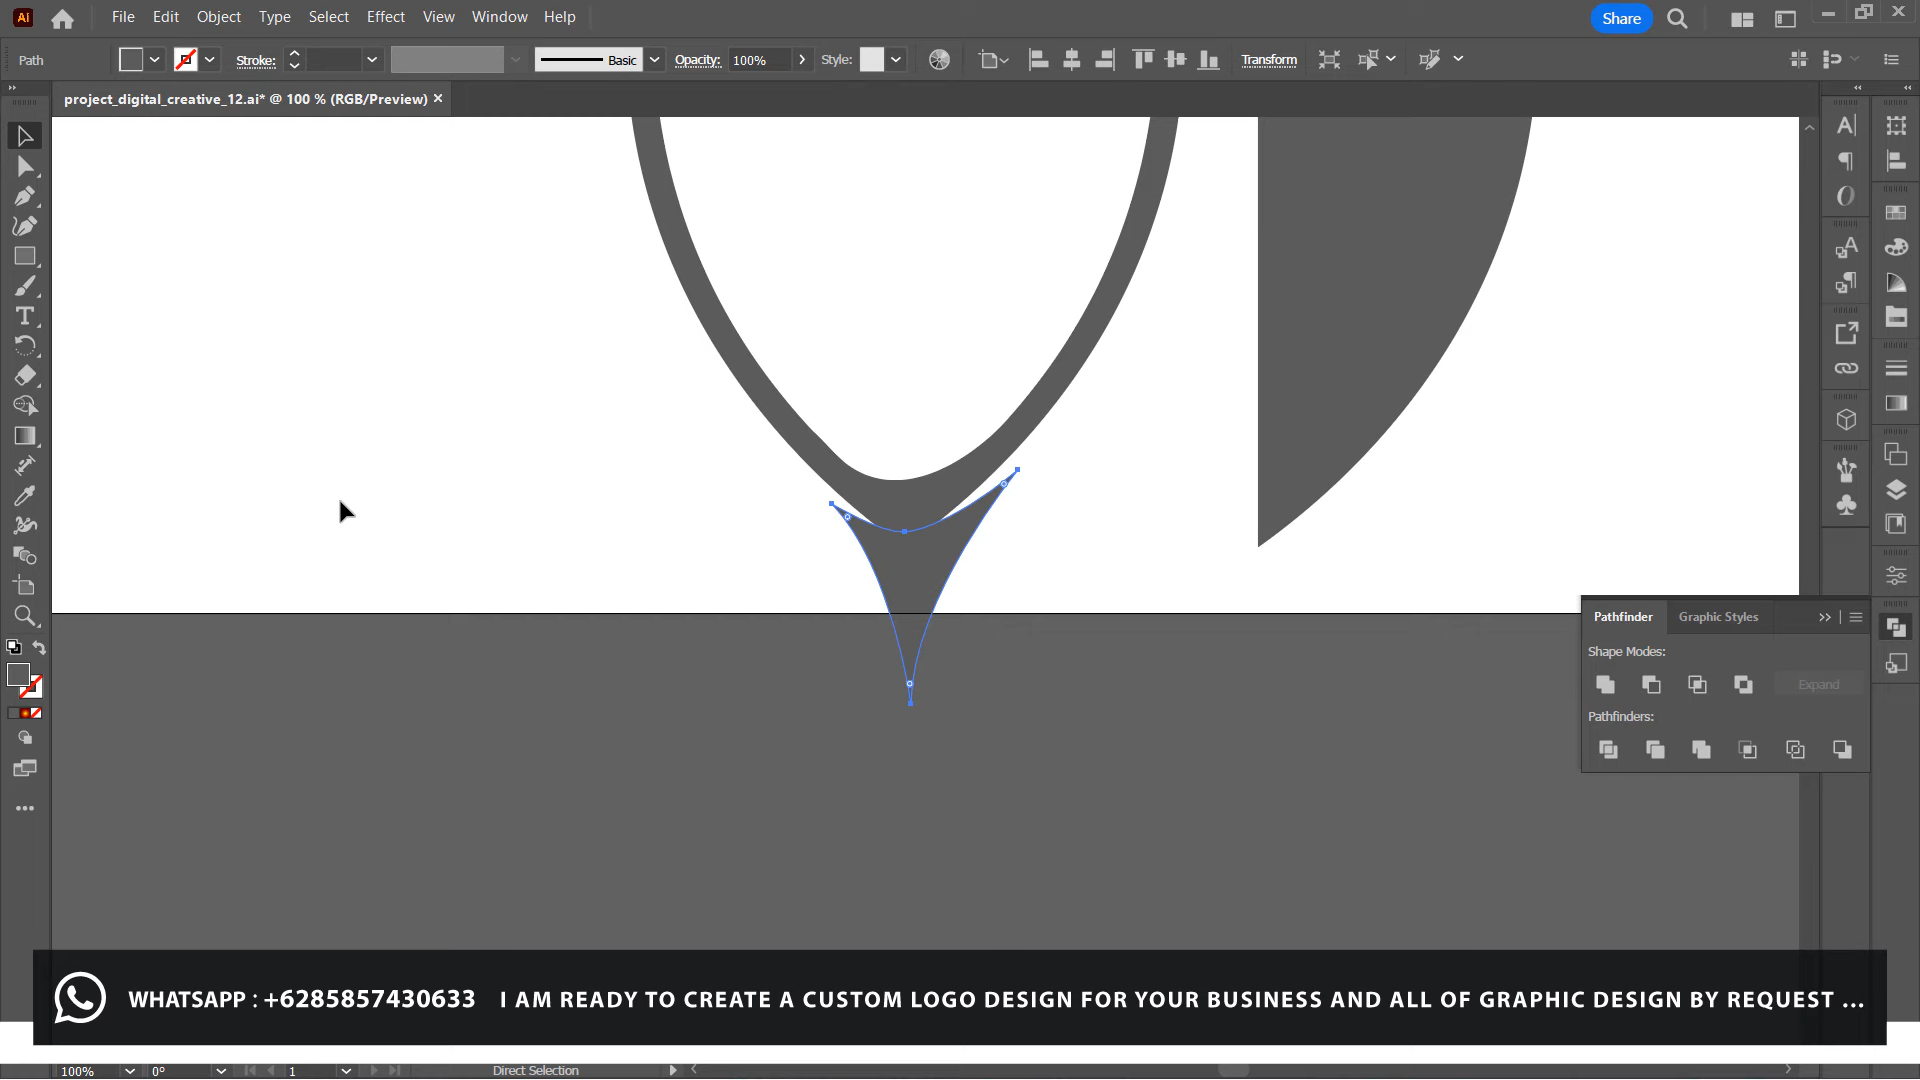 Ai
File Edit Object Type Select Effect View Window Help
Share
Path
Stroke:
Basic
Opacity: 100%
Style:
Transform
project_digital_creative_12.ai* @ 100 % (RGB/Preview)
Pathfinder
Graphic Styles
Shape Modes:
Expand
Pathfinders:
WHATSAPP : +6285857430633 I AM READY TO CREATE A CUSTOM LOGO DESIGN FOR YOUR BUSINESS AND ALL OF GRAPHIC DESIGN BY REQUEST ...
100% 0° 1 Direct Selection